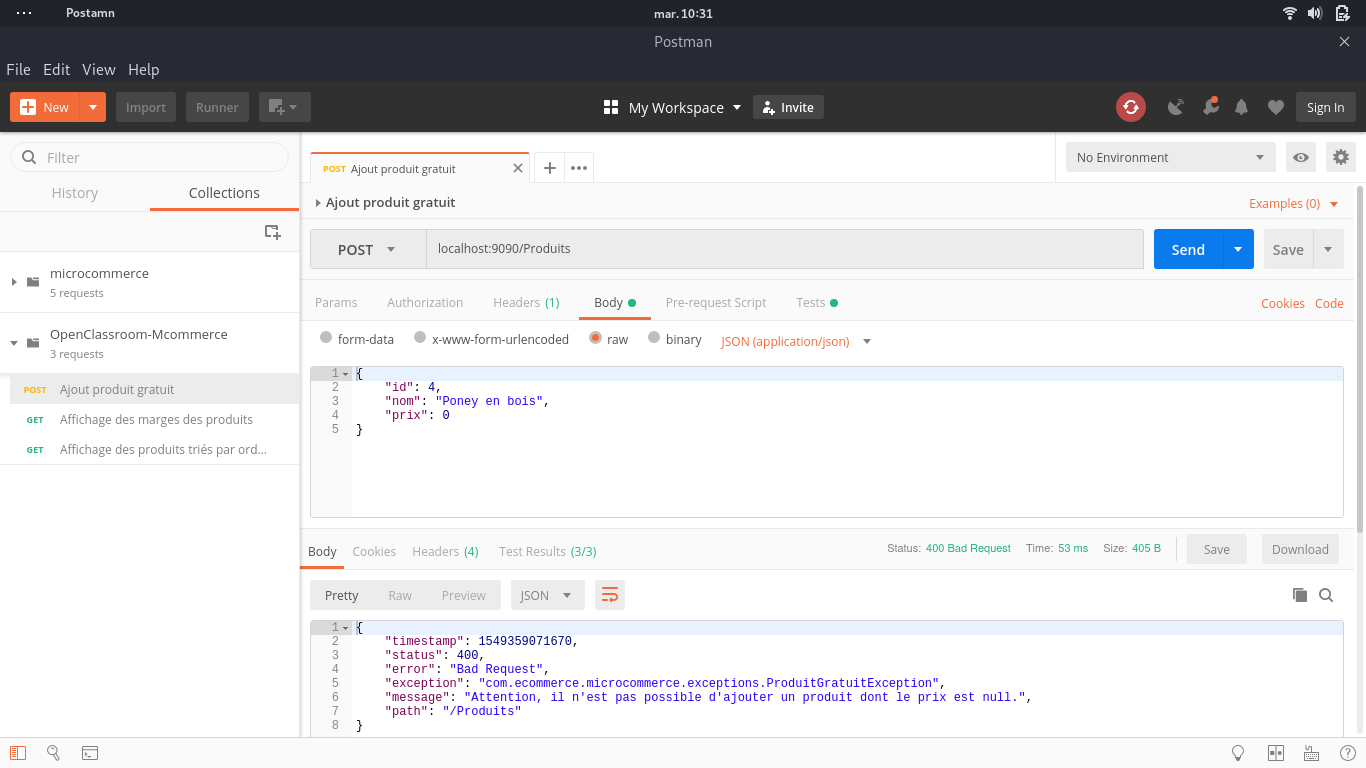 Postamn
mar. 10:31
Postman
File Edit View Help
New Import Runner My Workspace Invite Sign In
Filter
History Collections
microcommerce
5 requests
OpenClassroom-Mcommerce
3 requests
POST Ajout produit gratuit
GET Affichage des marges des produits
GET Affichage des produits triés par ord...
POST Ajout produit gratuit
No Environment
Ajout produit gratuit
Examples (0)
POST localhost:9090/Produits Send Save
Params Authorization Headers (1) Body Pre-request Script Tests Cookies Code
form-data x-www-form-urlencoded raw binary JSON (application/json)
1 {
2 "id": 4,
3 "nom": "Poney en bois",
4 "prix": 0
5 }
Body Cookies Headers (4) Test Results (3/3) Status: 400 Bad Request Time: 53 ms Size: 405 B Save Download
Pretty Raw Preview JSON
1 {
2 "timestamp": 1549359071670,
3 "status": 400,
4 "error": "Bad Request",
5 "exception": "com.ecommerce.microcommerce.exceptions.ProduitGratuitException",
6 "message": "Attention, il n'est pas possible d'ajouter un produit dont le prix est null.",
7 "path": "/Produits"
8 }